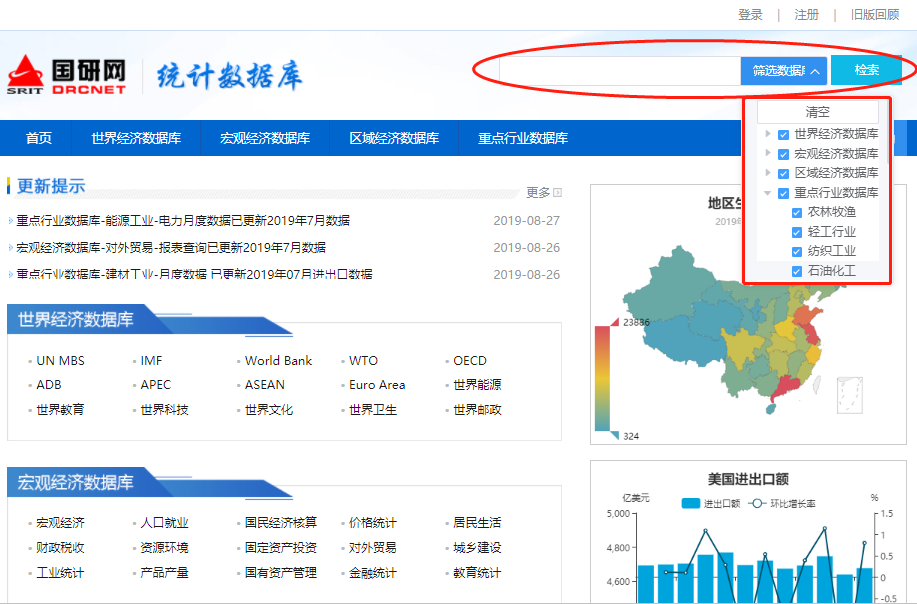 登录 | 注册 | 旧版回顾
SRIT 国研网 DRCNET 统计数据库
筛选数据库 检索
清空
世界经济数据库
宏观经济数据库
区域经济数据库
重点行业数据库
农林牧渔
轻工行业
纺织工业
石油化工
首页 世界经济数据库 宏观经济数据库 区域经济数据库 重点行业数据库
更新提示 更多
重点行业数据库-能源工业-电力月度数据已更新2019年7月数据 2019-08-27
宏观经济数据库-对外贸易-报表查询已更新2019年7月数据 2019-08-26
重点行业数据库-建材工业-月度数据 已更新2019年07月进出口数据 2019-08-26
地区生
2019年
23886
324
世界经济数据库
UN MBS IMF World Bank WTO OECD
ADB APEC ASEAN Euro Area 世界能源
世界教育 世界科技 世界文化 世界卫生 世界邮政
宏观经济数据库
宏观经济 人口就业 国民经济核算 价格统计 居民生活
财政税收 资源环境 固定资产投资 对外贸易 城乡建设
工业统计 产品产量 国有资产管理 金融统计 教育统计
美国进出口额
亿美元 进出口额 环比增长率 %
5,000 1.5
1
4,800 0.5
4,600 0
-0.5